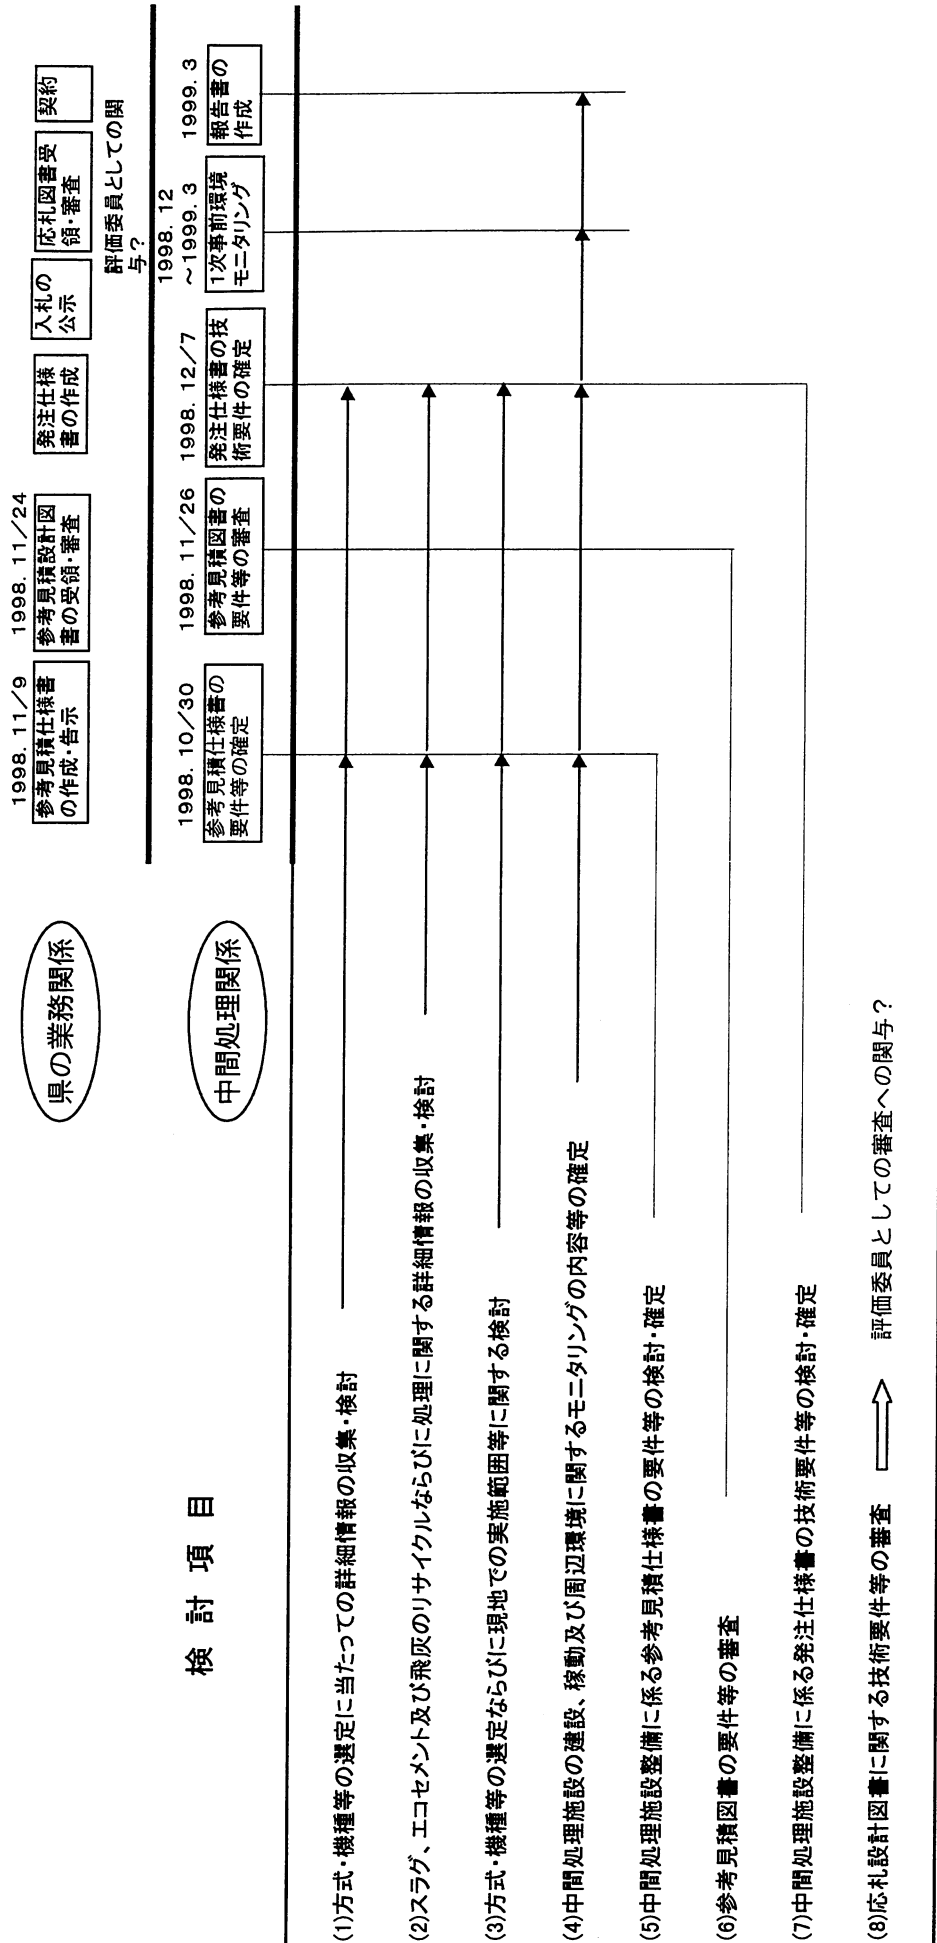 県の業務関係
1998. 11/9
参考見積仕様書
の作成・告示
1998. 11/24
参考見積設計図
書の受領・審査
発注仕様
書の作成
入札の
公示
応札図書受
領・審査
契約
評価委員としての関
与？
検 討 項 目
中間処理関係
1998. 10/30
参考見積仕様書の
要件等の確定
1998. 11/26
参考見積図書の
要件等の審査
1998. 12/7
発注仕様書の技
術要件の確定
1998. 12
～1999. 3
1次事前環境
モニタリング
1999. 3
報告書の
作成
(1)方式・機種等の選定に当たっての詳細情報の収集・検討
(2)スラグ、エコセメント及び飛灰のリサイクルならびに処理に関する詳細情報の収集・検討
(3)方式・機種等の選定ならびに現地での実施範囲等に関する検討
(4)中間処理施設の建設、稼動及び周辺環境に関するモニタリングの内容等の確定
(5)中間処理施設整備に係る参考見積仕様書の要件等の検討・確定
(6)参考見積図書の要件等の審査
(7)中間処理施設整備に係る発注仕様書の技術要件等の検討・確定
(8)応札設計図書に関する技術要件等の審査 ⇒ 評価委員としての審査への関与？